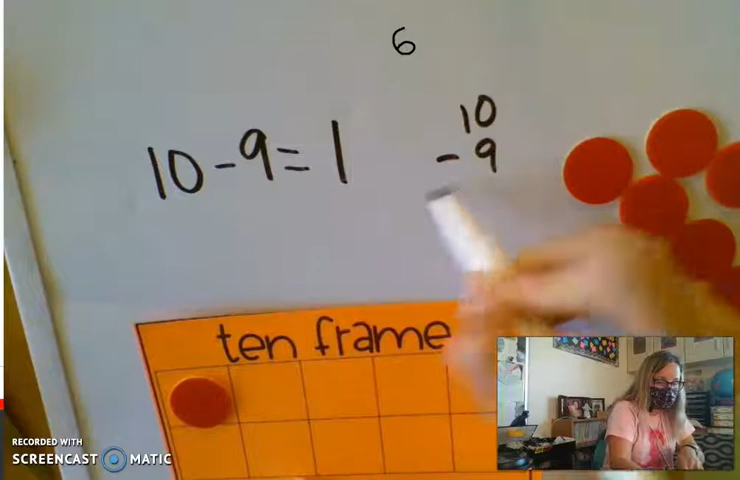 6
10-9=1
10
- 9
ten frame
RECORDED WITH
SCREENCAST MATIC